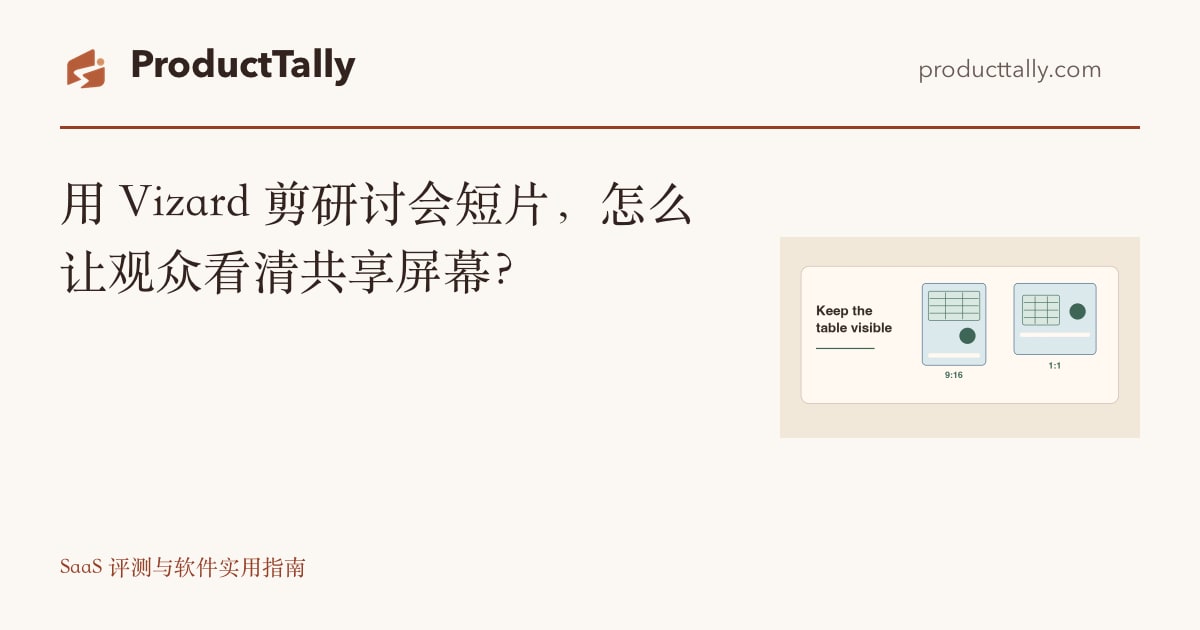 ProductTally
producttally.com
用 Vizard 剪研讨会短片，怎么
让观众看清共享屏幕?
Keep the
table visible
9:16
1:1
SaaS 评测与软件实用指南